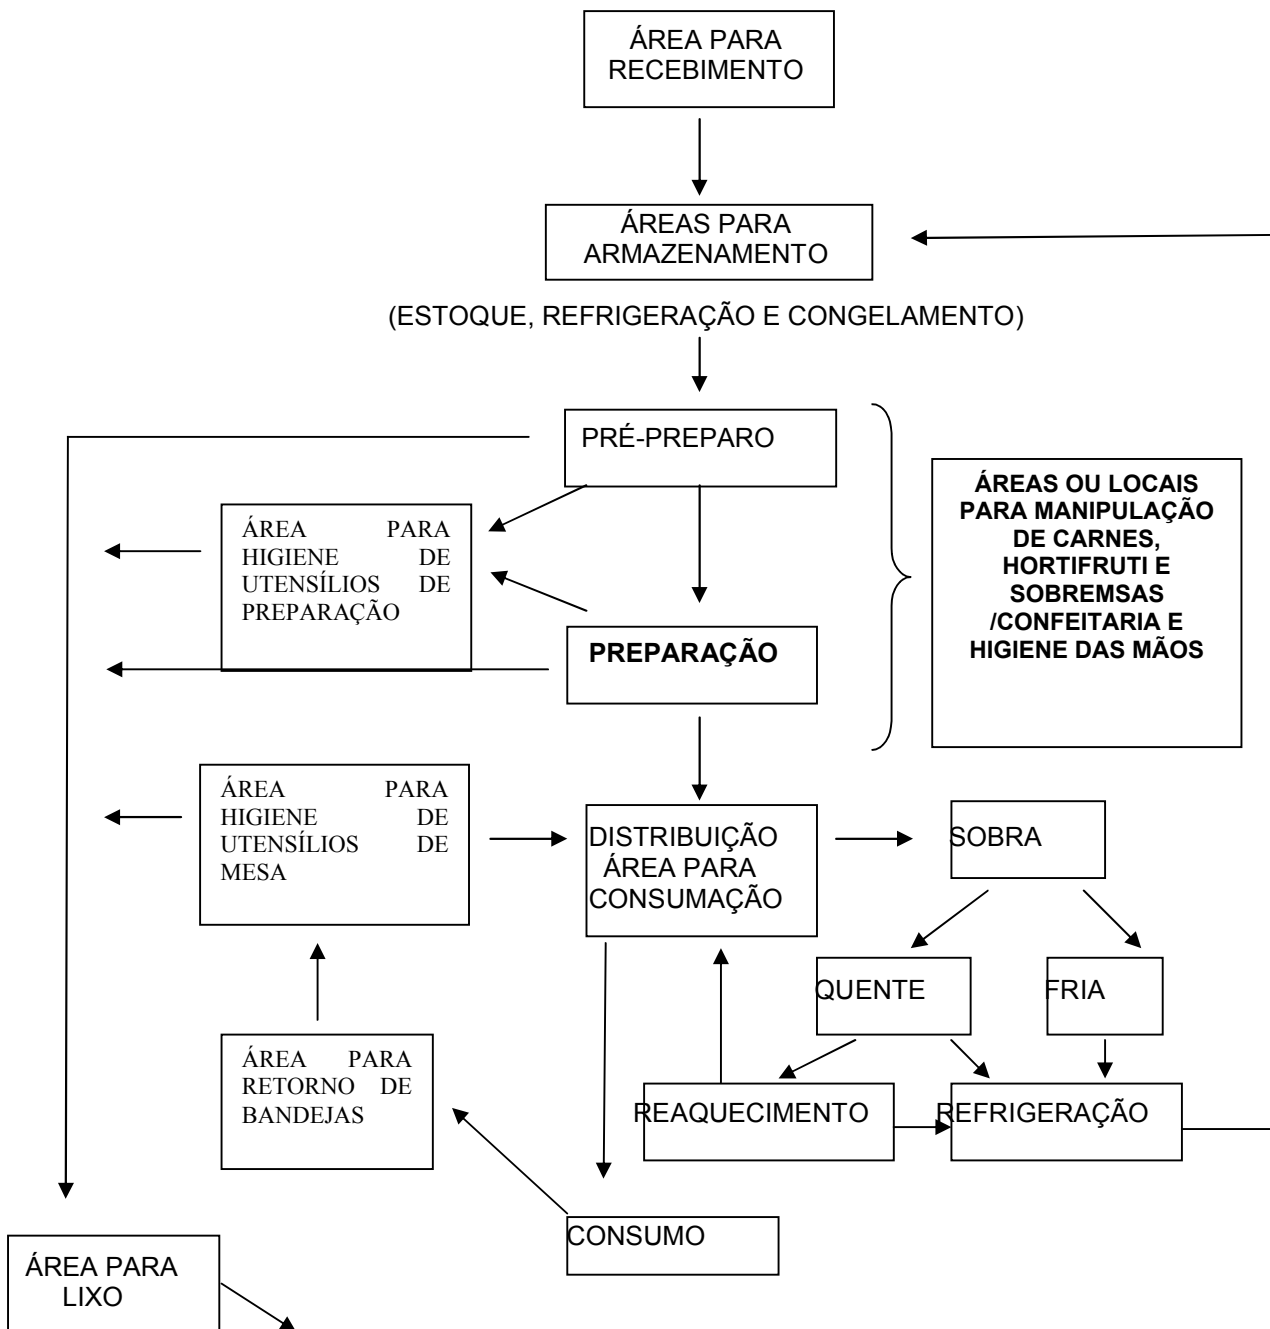 ÁREA PARA
RECEBIMENTO
ÁREAS PARA
ARMAZENAMENTO
(ESTOQUE, REFRIGERAÇÃO E CONGELAMENTO)
PRÉ-PREPARO
ÁREAS OU LOCAIS
PARA MANIPULAÇÃO
DE CARNES,
HORTIFRUTI E
SOBREMSAS
/CONFEITARIA E
HIGIENE DAS MÃOS
ÁREA PARA
HIGIENE DE
UTENSÍLIOS DE
PREPARAÇÃO
PREPARAÇÃO
ÁREA PARA
HIGIENE DE
UTENSÍLIOS DE
MESA
DISTRIBUIÇÃO
ÁREA PARA
CONSUMAÇÃO
SOBRA
QUENTE
FRIA
ÁREA PARA
RETORNO DE
BANDEJAS
REAQUECIMENTO
REFRIGERAÇÃO
CONSUMO
ÁREA PARA
LIXO